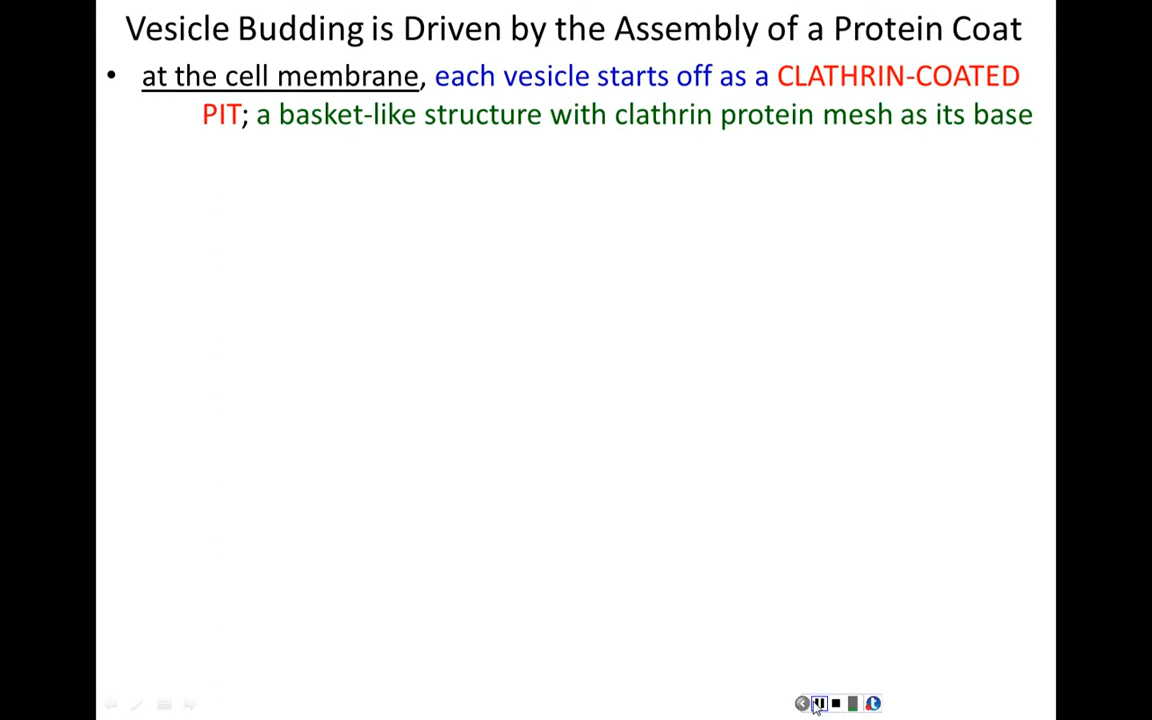 Vesicle Budding is Driven by the Assembly of a Protein Coat
• at the cell membrane, each vesicle starts off as a CLATHRIN-COATED
PIT; a basket-like structure with clathrin protein mesh as its base